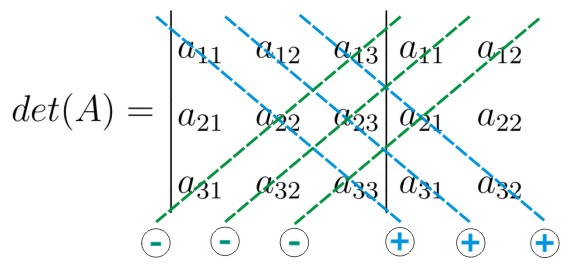 a₁₁ a₁₂ a₁₃ a₁₁ a₁₂
det(A) = a₂₁ a₂₂ a₂₃ a₂₁ a₂₂
a₃₁ a₃₂ a₃₃ a₃₁ a₃₂
- - - + + +